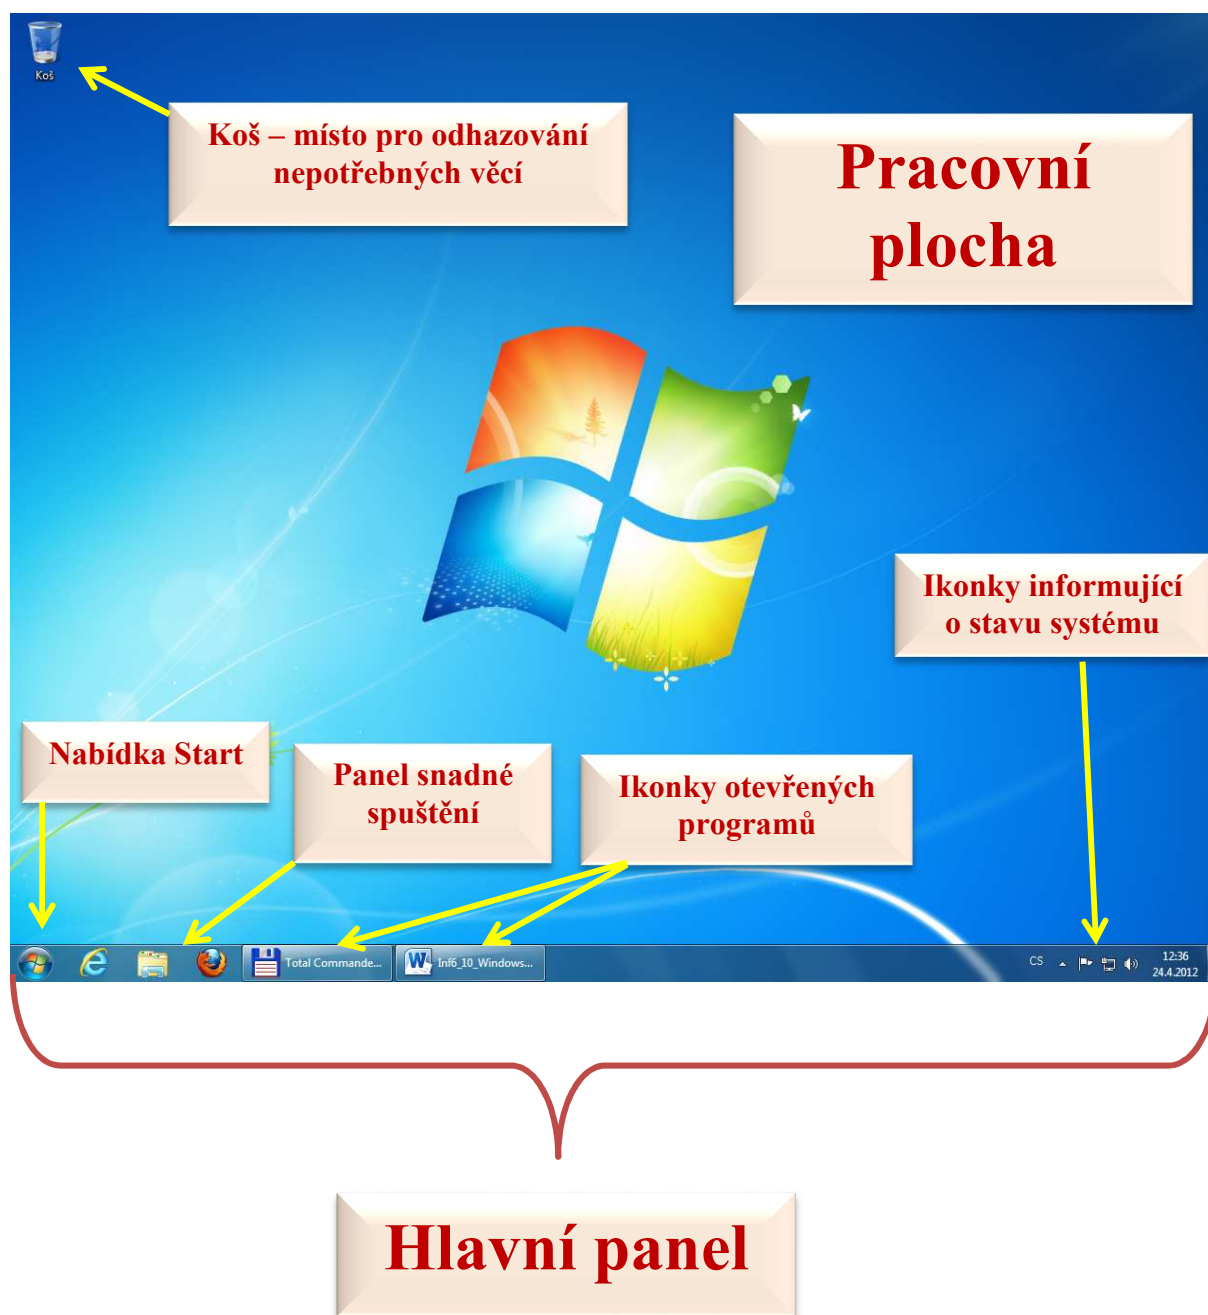 Koš
Koš – místo pro odhazování
nepotřebných věcí
Pracovní
plocha
Ikonky informující
o stavu systému
Nabídka Start
Panel snadné
spuštění
Ikonky otevřených
programů
Total Commande...
Inf6_10_Windows...
CS
12:36
24.4.2012
Hlavní panel